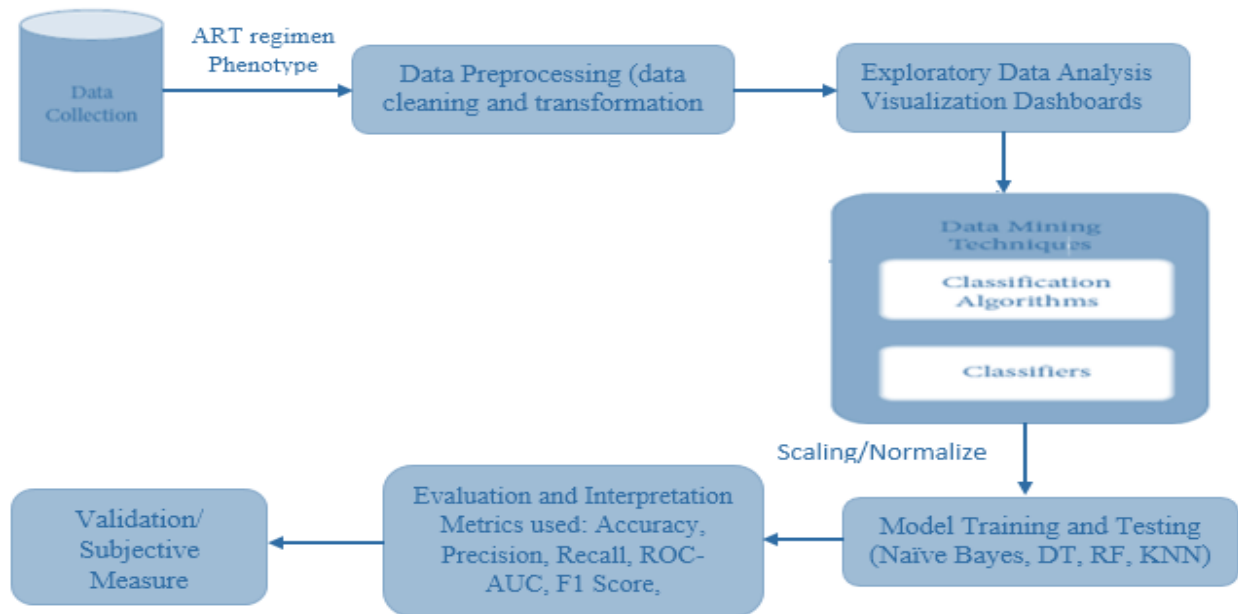 Data
Collection
ART regimen
Phenotype
Data Preprocessing (data
cleaning and transformation
Exploratory Data Analysis
Visualization Dashboards
Data Mining
Techniques
Classification
Algorithms
Classifiers
Scaling/Normalize
Model Training and Testing
(Naïve Bayes, DT, RF, KNN)
Evaluation and Interpretation
Metrics used: Accuracy,
Precision, Recall, ROC-
AUC, F1 Score,
Validation/
Subjective
Measure